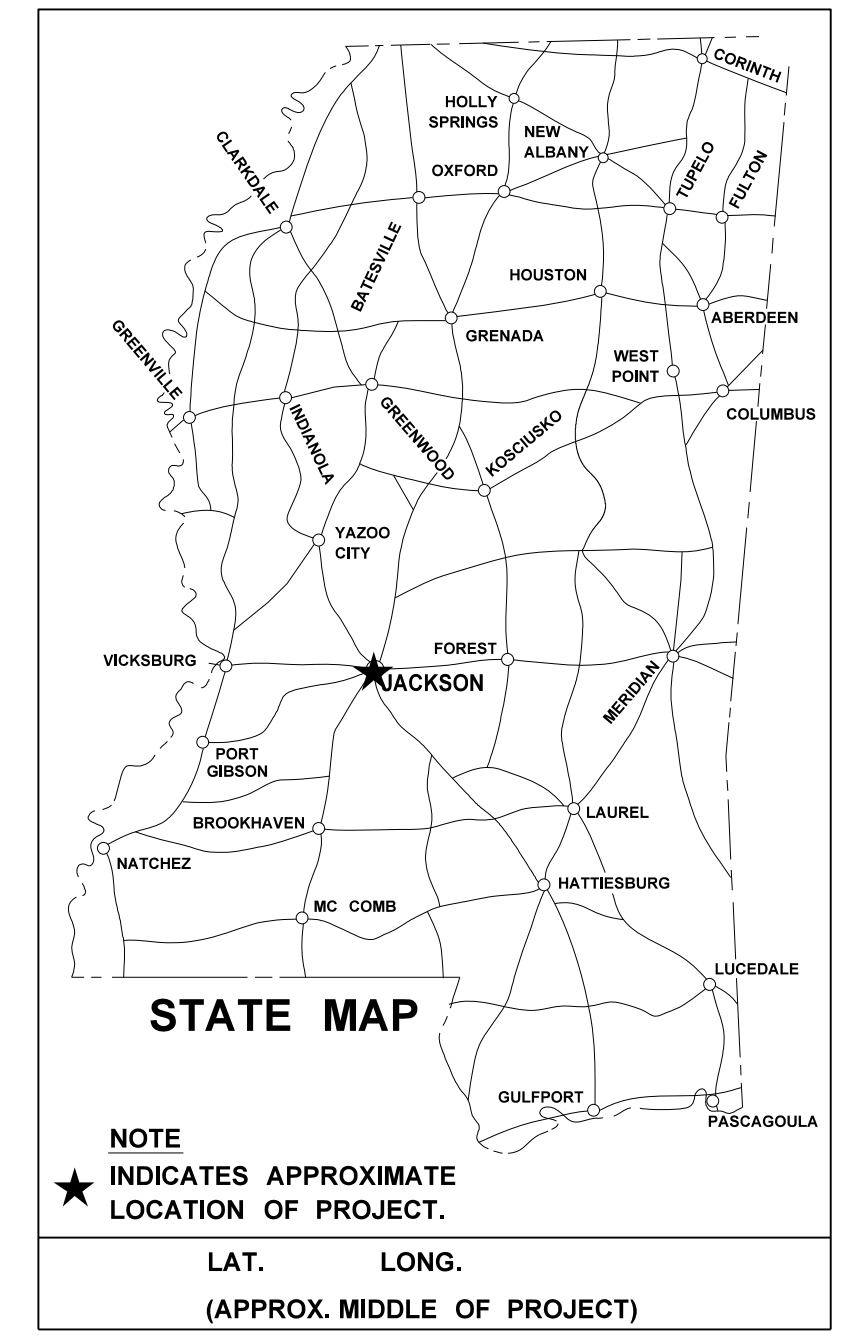 CORINTH
HOLLY
SPRINGS
NEW
ALBANY
CLARKDALE
OXFORD
TUPELO
FULTON
BATESVILLE
HOUSTON
ABERDEEN
GREENVILLE
GRENADA
WEST
POINT
INDIANOLA
GREENWOOD
KOSCIUSKO
COLUMBUS
YAZOO
CITY
VICKSBURG
FOREST
JACKSON
MERIDIAN
PORT
GIBSON
BROOKHAVEN
LAUREL
NATCHEZ
HATTIESBURG
MC COMB
LUCEDALE
STATE MAP
GULFPORT
PASCAGOULA
NOTE
INDICATES APPROXIMATE
LOCATION OF PROJECT.
LAT. LONG.
(APPROX. MIDDLE OF PROJECT)